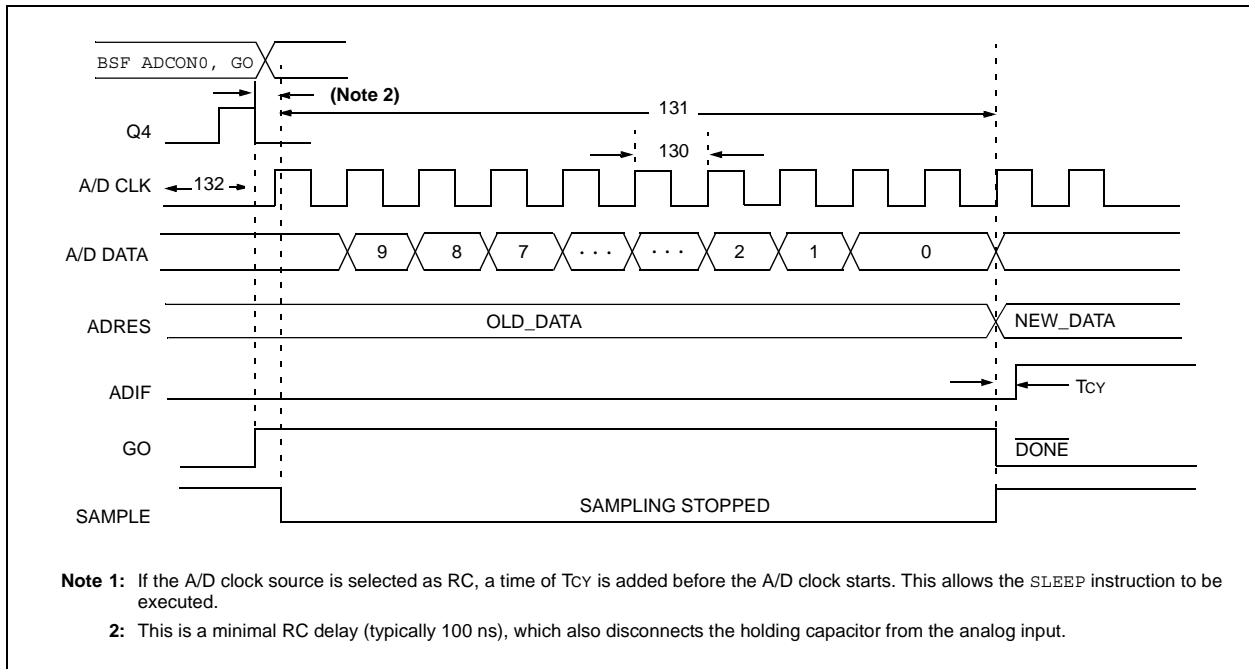 BSF ADCON0, GO
(Note 2)
131
Q4
130
A/D CLK
132
A/D DATA
9 8 7 . . . . . . 2 1 0
ADRES
OLD_DATA
NEW_DATA
ADIF
TCY
GO
DONE
SAMPLE
SAMPLING STOPPED
Note 1: If the A/D clock source is selected as RC, a time of TCY is added before the A/D clock starts. This allows the SLEEP instruction to be
executed.
2: This is a minimal RC delay (typically 100 ns), which also disconnects the holding capacitor from the analog input.